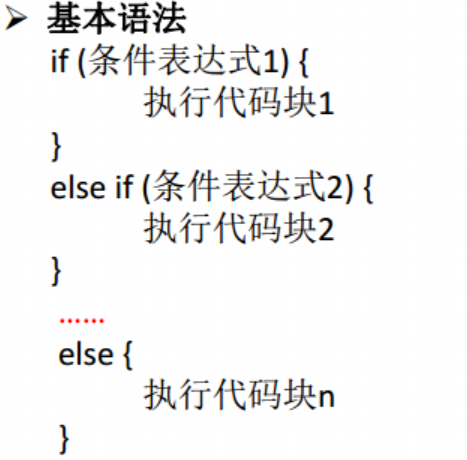 ➢ 基本语法
if (条件表达式1) {
执行代码块1
}
else if (条件表达式2) {
执行代码块2
}
……
else {
执行代码块n
}